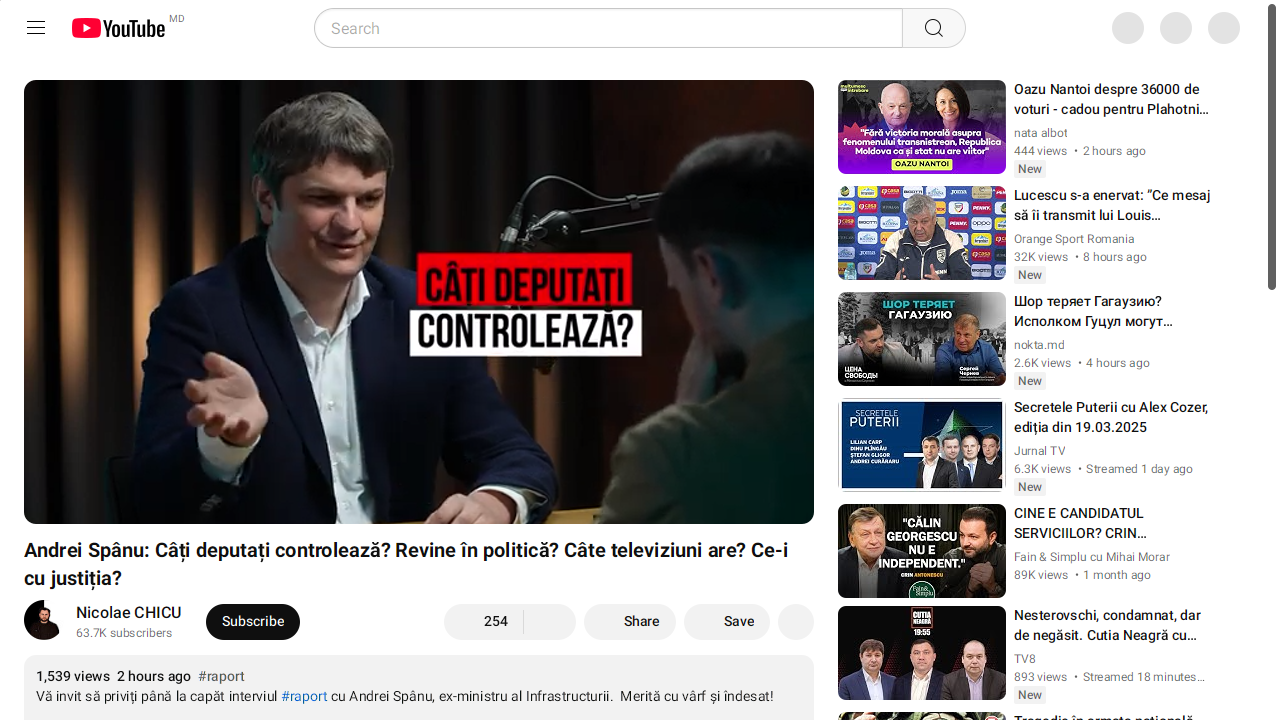 YouTube MD
Search
CÂȚI DEPUTAȚI
CONTROLEAZĂ?
Andrei Spânu: Câți deputați controlează? Revine în politică? Câte televiziuni are? Ce-i
cu justiția?
Nicolae CHICU
63.7K subscribers
Subscribe
254
Share
Save
1,539 views 2 hours ago #raport
Vă invit să priviți până la capăt interviul #raport cu Andrei Spânu, ex-ministru al Infrastructurii. Merită cu vârf și îndesat!
"Fără victoria morală asupra
fenomenului transnistrean, Republica
Moldova ca și stat nu are viitor"
OAZU NANTOI
Oazu Nantoi despre 36000 de
voturi - cadou pentru Plahotni...
nata albot
444 views • 2 hours ago
New
Lucescu s-a enervat: ”Ce mesaj
să îi transmit lui Louis...
Orange Sport Romania
32K views • 8 hours ago
New
ШОР ТЕРЯЕТ
ГАГАУЗИЮ
ЦЕНА
СВОБОДЫ
Сергей
Чернев
Шор теряет Гагаузию?
Исполком Гуцул могут...
nokta.md
2.6K views • 4 hours ago
New
SECRETELE
PUTERII
LILIAN CARP
DINU PLÎNGĂU
ȘTEFAN GLIGOR
ANDREI CURĂRARU
Secretele Puterii cu Alex Cozer,
ediția din 19.03.2025
Jurnal TV
6.3K views • Streamed 1 day ago
New
"CĂLIN
GEORGESCU
NU E
INDEPENDENT."
CRIN ANTONESCU
Fain & Simplu
CINE E CANDIDATUL
SERVICIILOR? CRIN...
Fain & Simplu cu Mihai Morar
89K views • 1 month ago
CUTIA
NEAGRĂ
19:55
Nesterovschi, condamnat, dar
de negăsit. Cutia Neagră cu...
TV8
893 views • Streamed 18 minutes...
New
Tragedie în armata națională